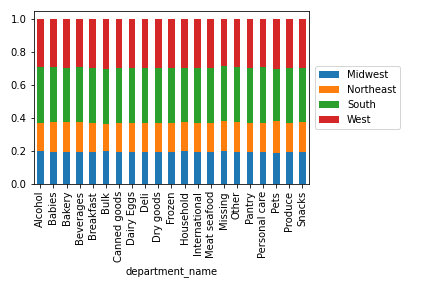 1.0
0.8
0.6
0.4
0.2
0.0
Alcohol
Babies
Bakery
Beverages
Breakfast
Bulk
Canned goods
Dairy Eggs
Deli
Dry goods
Frozen
Household
International
Meat seafood
Missing
Other
Pantry
Personal care
Pets
Produce
Snacks
department_name
Midwest
Northeast
South
West